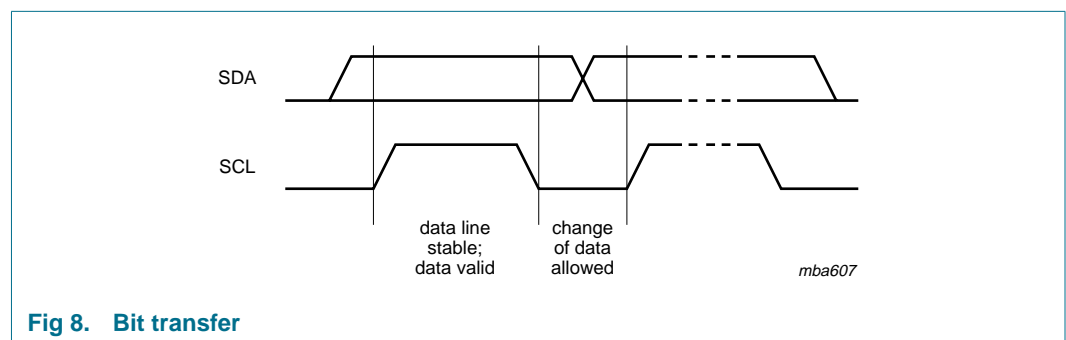 SDA
SCL
data line
stable;
data valid
change
of data
allowed
mba607
Fig 8. Bit transfer